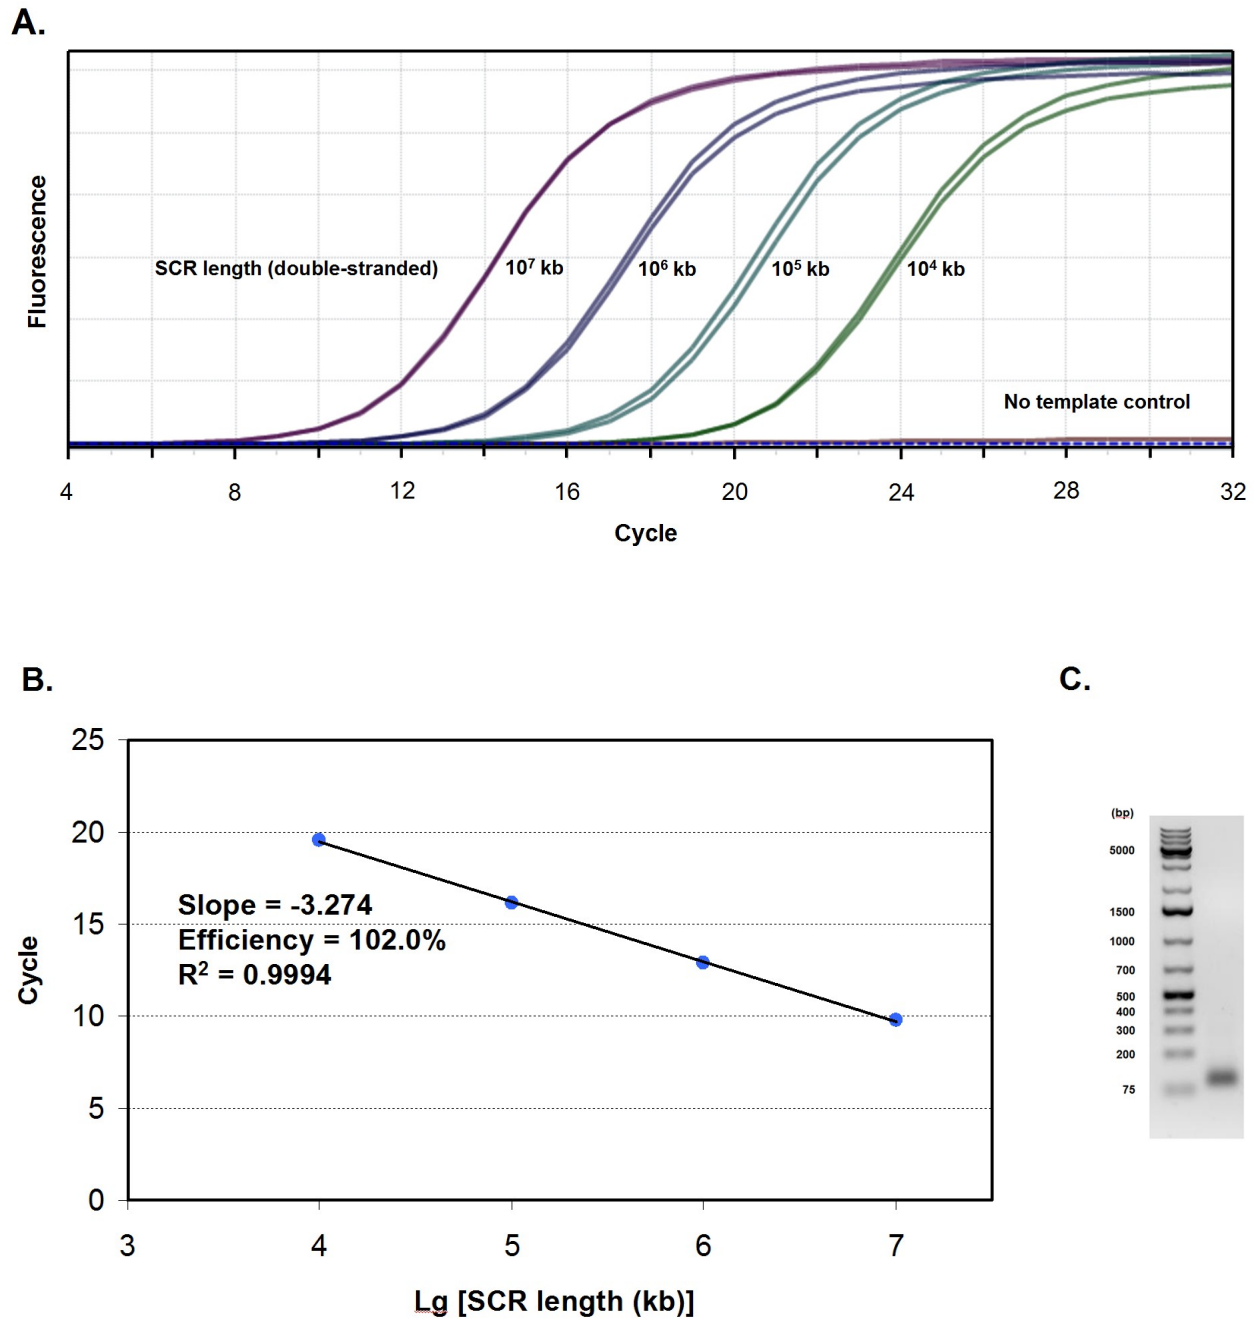 A.
Fluorescence
SCR length (double-stranded)
10⁷ kb
10⁶ kb
10⁵ kb
10⁴ kb
No template control
4
8
12
16
20
24
28
32
Cycle
B.
25
20
15
10
5
0
Cycle
Slope = -3.274
Efficiency = 102.0%
R² = 0.9994
3
4
5
6
7
Lg [SCR length (kb)]
C.
(bp)
5000
1500
1000
700
500
400
300
200
75